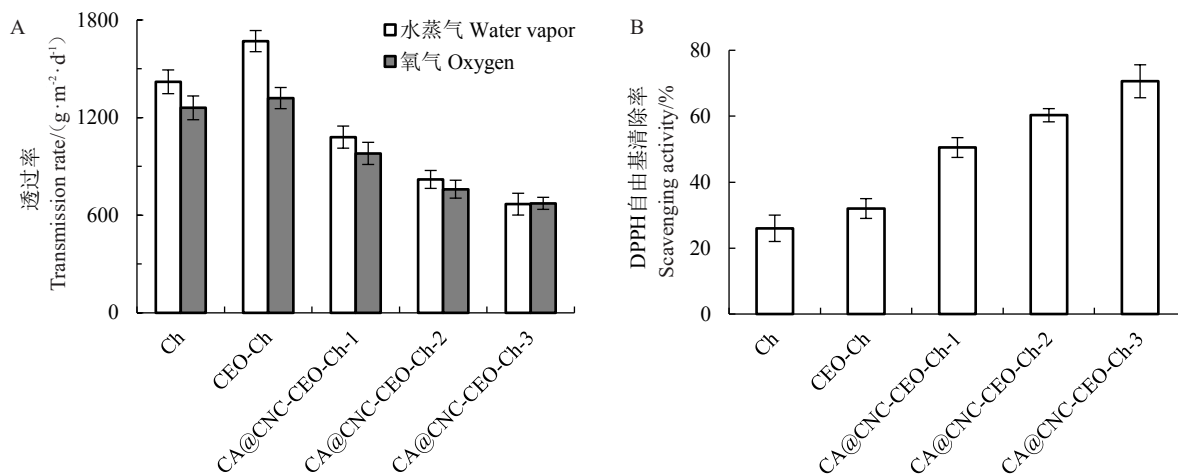 A
透过率
Transmission rate/(g·m⁻²·d⁻¹)
1800
1200
600
0
水蒸气 Water vapor
氧气 Oxygen
Ch
CEO-Ch
CA@CNC-CEO-Ch-1
CA@CNC-CEO-Ch-2
CA@CNC-CEO-Ch-3
B
DPPH自由基清除率
Scavenging activity/%
80
60
40
20
0
Ch
CEO-Ch
CA@CNC-CEO-Ch-1
CA@CNC-CEO-Ch-2
CA@CNC-CEO-Ch-3